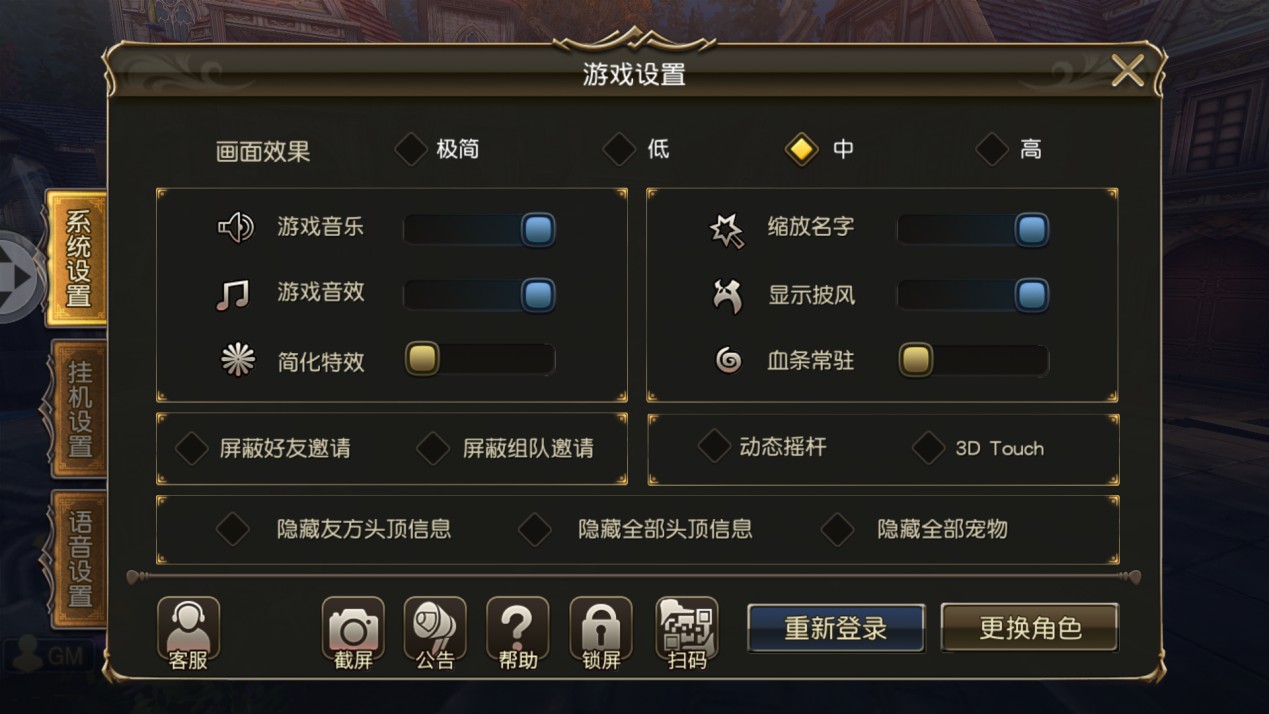 游戏设置
画面效果 极简 低 中 高
系统设置
挂机设置
语音设置
游戏音乐 缩放名字
游戏音效 显示披风
简化特效 血条常驻
屏蔽好友邀请 屏蔽组队邀请 动态摇杆 3D Touch
隐藏友方头顶信息 隐藏全部头顶信息 隐藏全部宠物
客服 截屏 公告 帮助 锁屏 扫码 重新登录 更换角色
GM